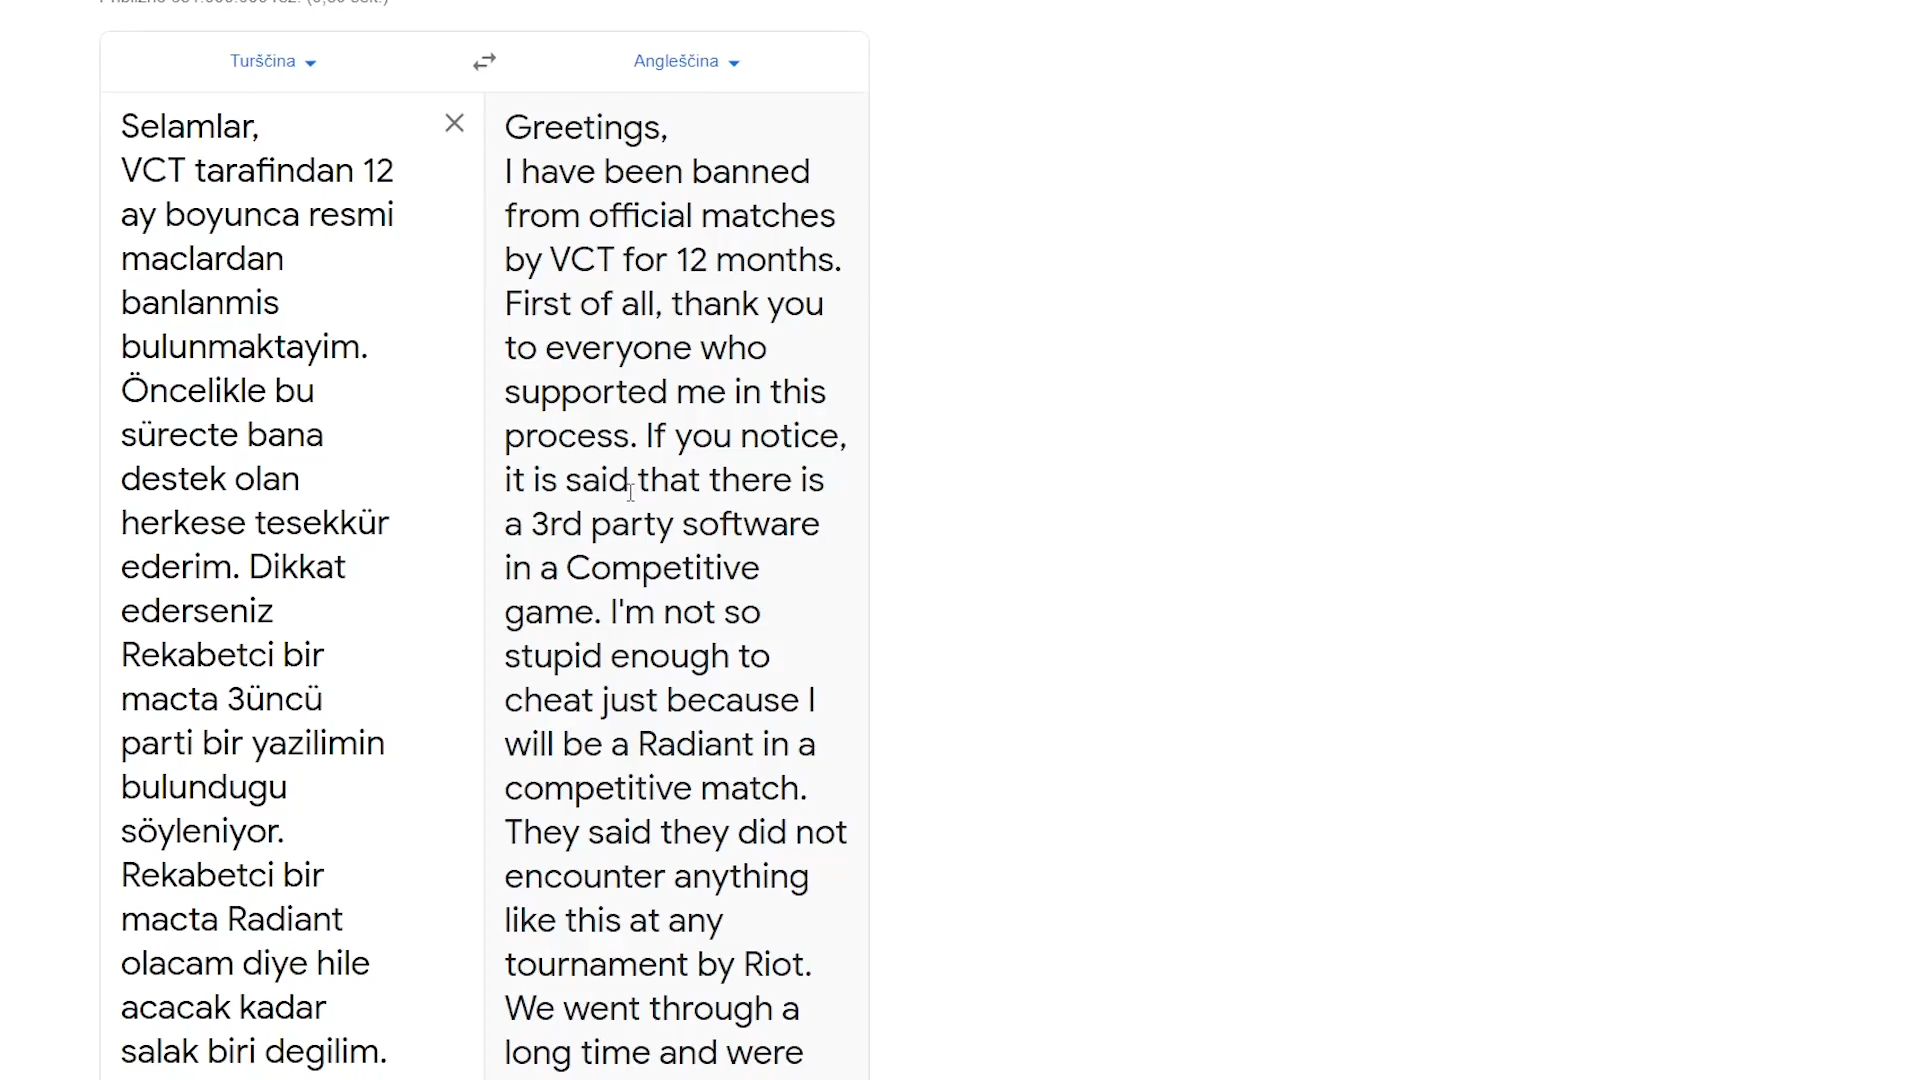 Turščina
Angleščina
Selamlar,
VCT tarafindan 12
ay boyunca resmi
maclardan
banlanmis
bulunmaktayim.
Öncelikle bu
sürecte bana
destek olan
herkese tesekkür
ederim. Dikkat
ederseniz
Rekabetci bir
macta 3üncü
parti bir yazilimin
bulundugu
söyleniyor.
Rekabetci bir
macta Radiant
olacam diye hile
acacak kadar
salak biri degilim.
Greetings,
I have been banned
from official matches
by VCT for 12 months.
First of all, thank you
to everyone who
supported me in this
process. If you notice,
it is said that there is
a 3rd party software
in a Competitive
game. I'm not so
stupid enough to
cheat just because I
will be a Radiant in a
competitive match.
They said they did not
encounter anything
like this at any
tournament by Riot.
We went through a
long time and were